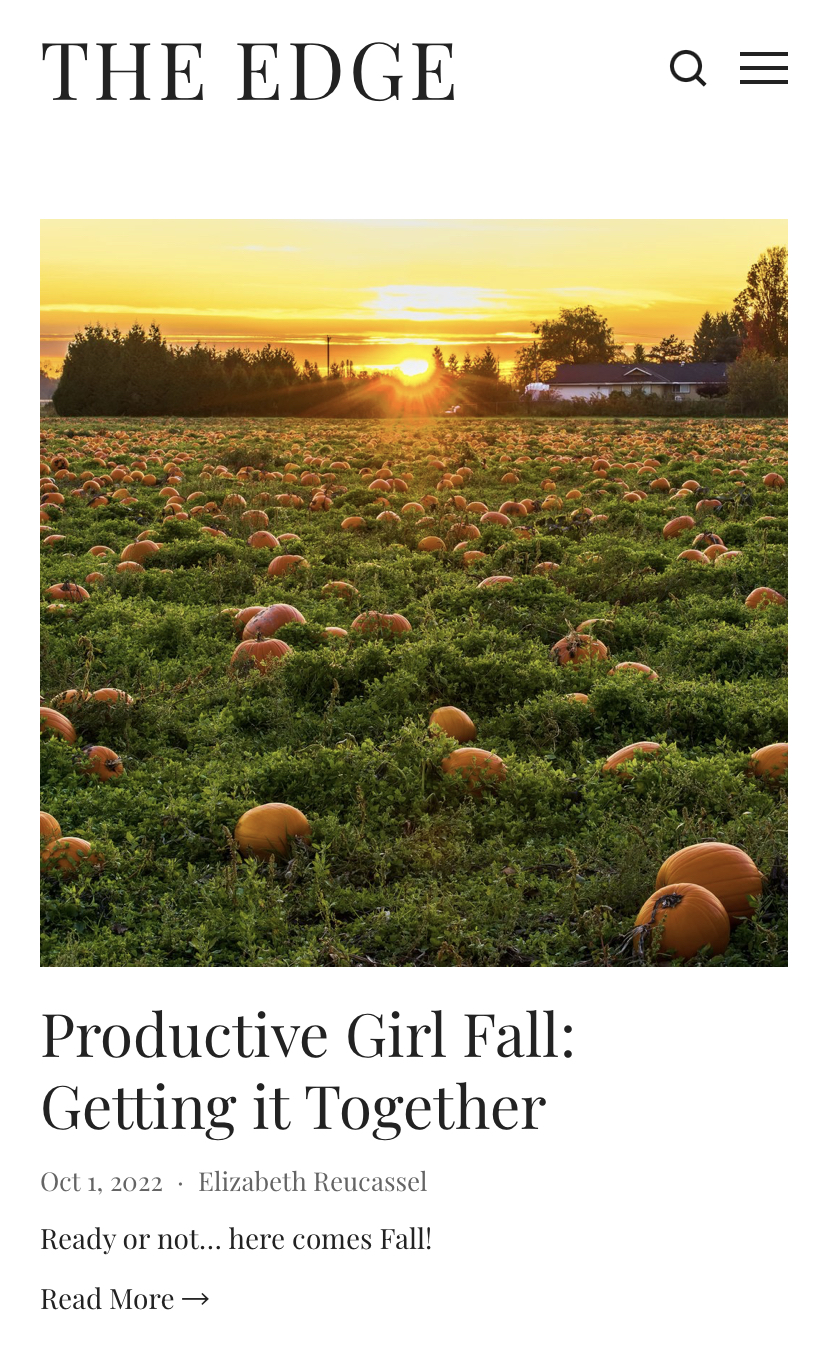 THE EDGE
Productive Girl Fall:
Getting it Together
Oct 1, 2022 · Elizabeth Reucassel
Ready or not… here comes Fall!
Read More →